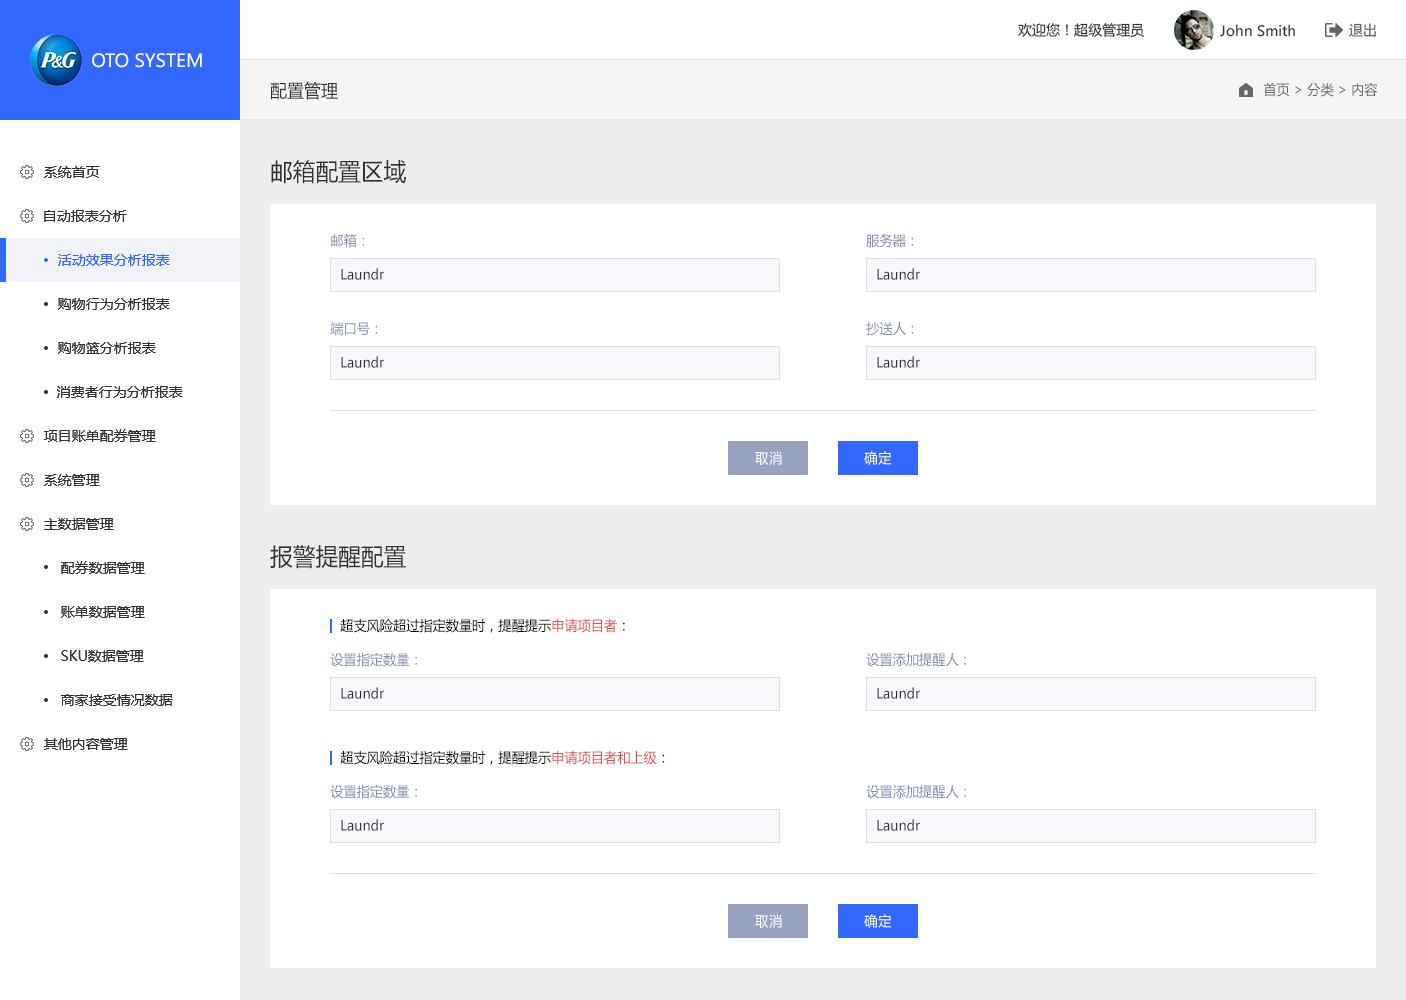 P&G OTO SYSTEM
欢迎您！超级管理员
John Smith
退出
配置管理
首页 > 分类 > 内容
系统首页
自动报表分析
• 活动效果分析报表
• 购物行为分析报表
• 购物篮分析报表
• 消费者行为分析报表
项目账单配券管理
系统管理
主数据管理
• 配券数据管理
• 账单数据管理
• SKU数据管理
• 商家接受情况数据
其他内容管理
邮箱配置区域
邮箱：
服务器：
Laundr
Laundr
端口号：
抄送人：
Laundr
Laundr
取消
确定
报警提醒配置
超支风险超过指定数量时，提醒提示申请项目者：
设置指定数量：
设置添加提醒人：
Laundr
Laundr
超支风险超过指定数量时，提醒提示申请项目者和上级：
设置指定数量：
设置添加提醒人：
Laundr
Laundr
取消
确定